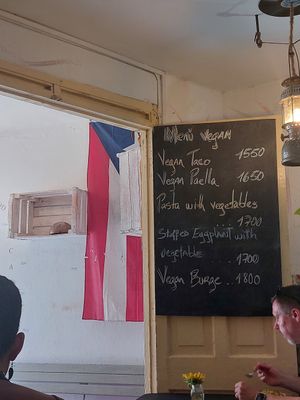 Menú vegan
Vegan Taco . 1550
Vegan Paella . 1650
Pasta with vegetables
. 1700
Stuffed Eggplant with
vegetable
. . 1700
Vegan Burge .. 1800